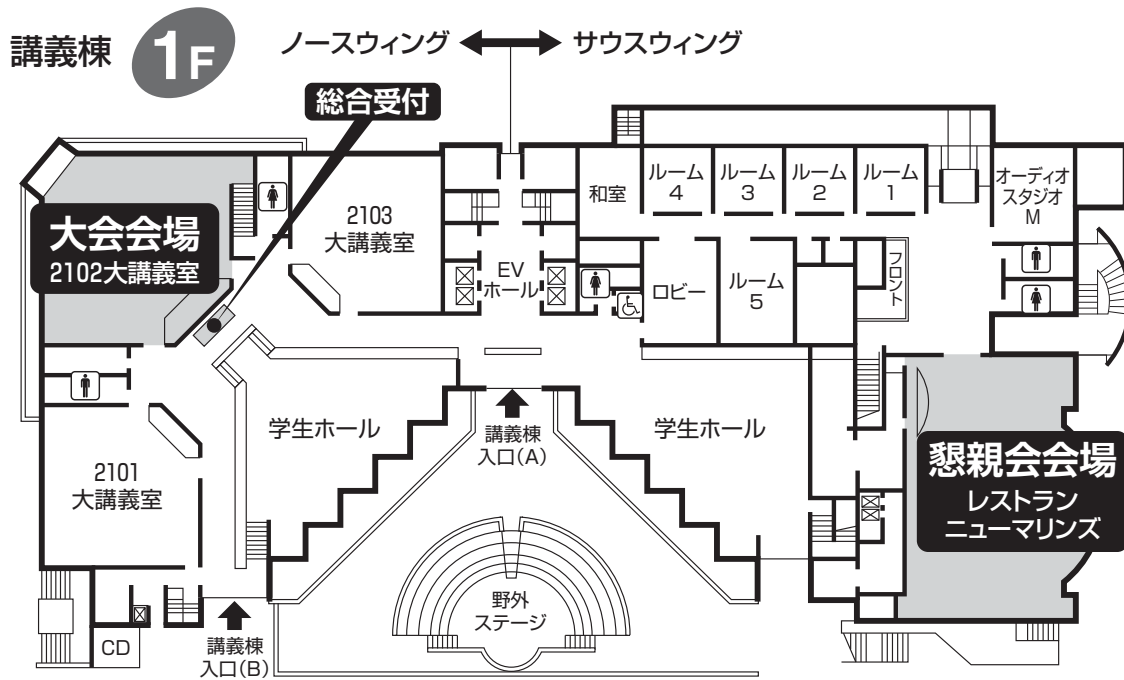 講義棟 1F
ノースウィング サウスウィング
総合受付
大会会場
2102大講義室
2103
大講義室
EV
ホール
和室
ルーム
4
ルーム
3
ルーム
2
ルーム
1
オーディオ
スタジオ
M
ロビー
ルーム
5
フロント
2101
大講義室
学生ホール
講義棟
入口(A)
学生ホール
懇親会会場
レストラン
ニューマリンズ
野外
ステージ
CD
講義棟
入口(B)